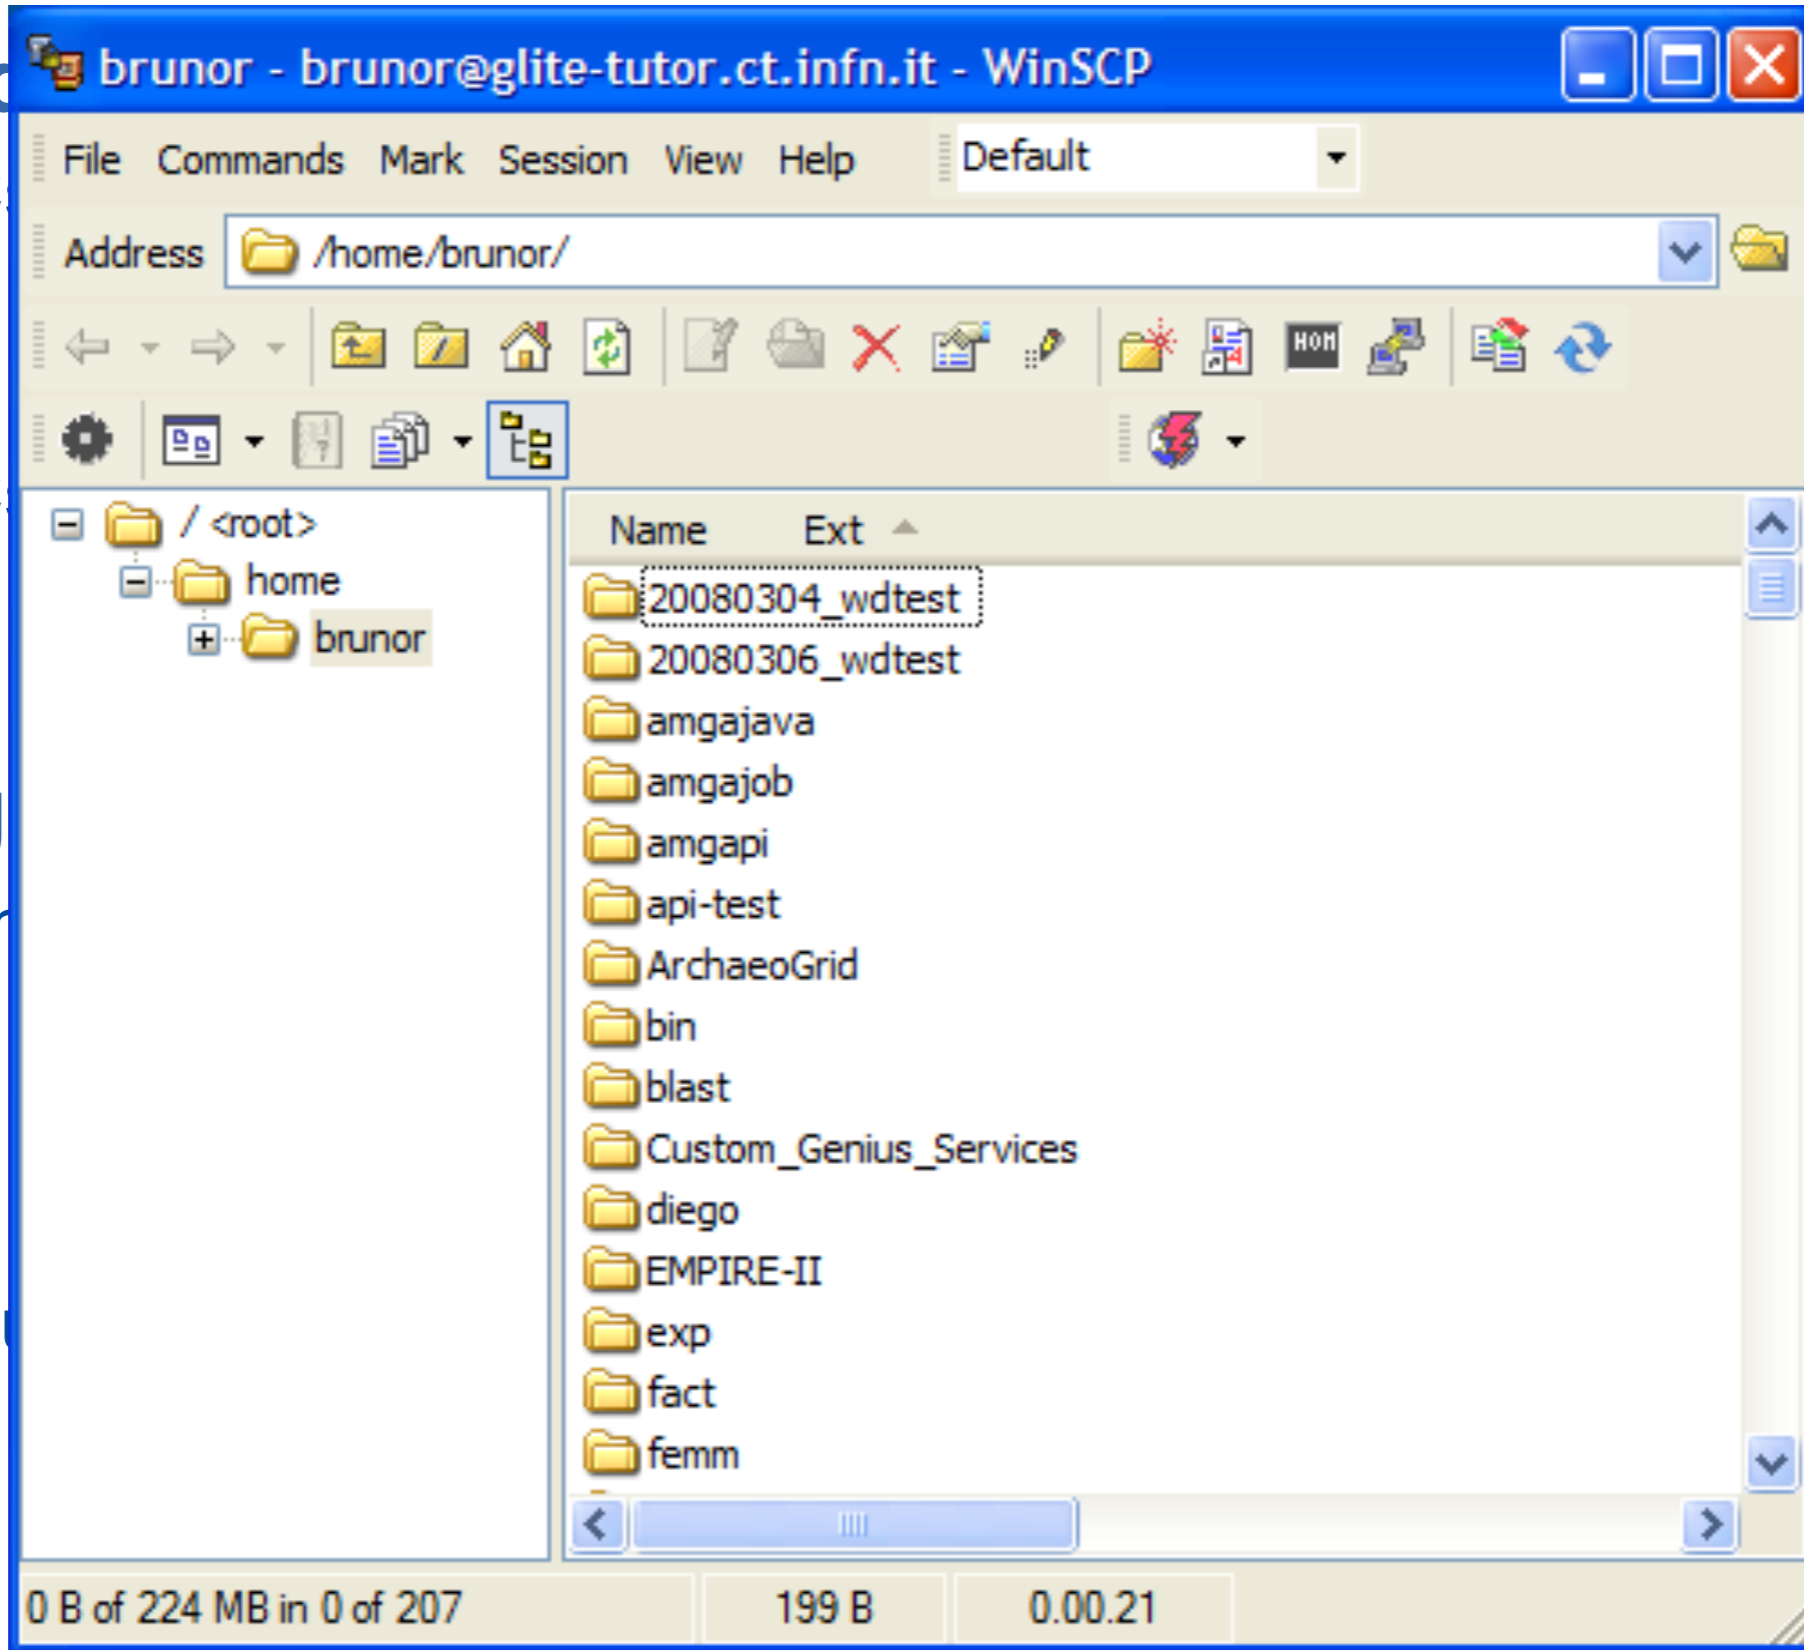 brunor - brunor@glite-tutor.ct.infn.it - WinSCP
File Commands Mark Session View Help Default
Address /home/brunor/
HOM
/ <root>
home
brunor
Name Ext
20080304_wdtest
20080306_wdtest
amgajava
amgajob
amgapi
api-test
ArchaeoGrid
bin
blast
Custom_Genius_Services
diego
EMPIRE-II
exp
fact
femm
0 B of 224 MB in 0 of 207 199 B 0.00.21